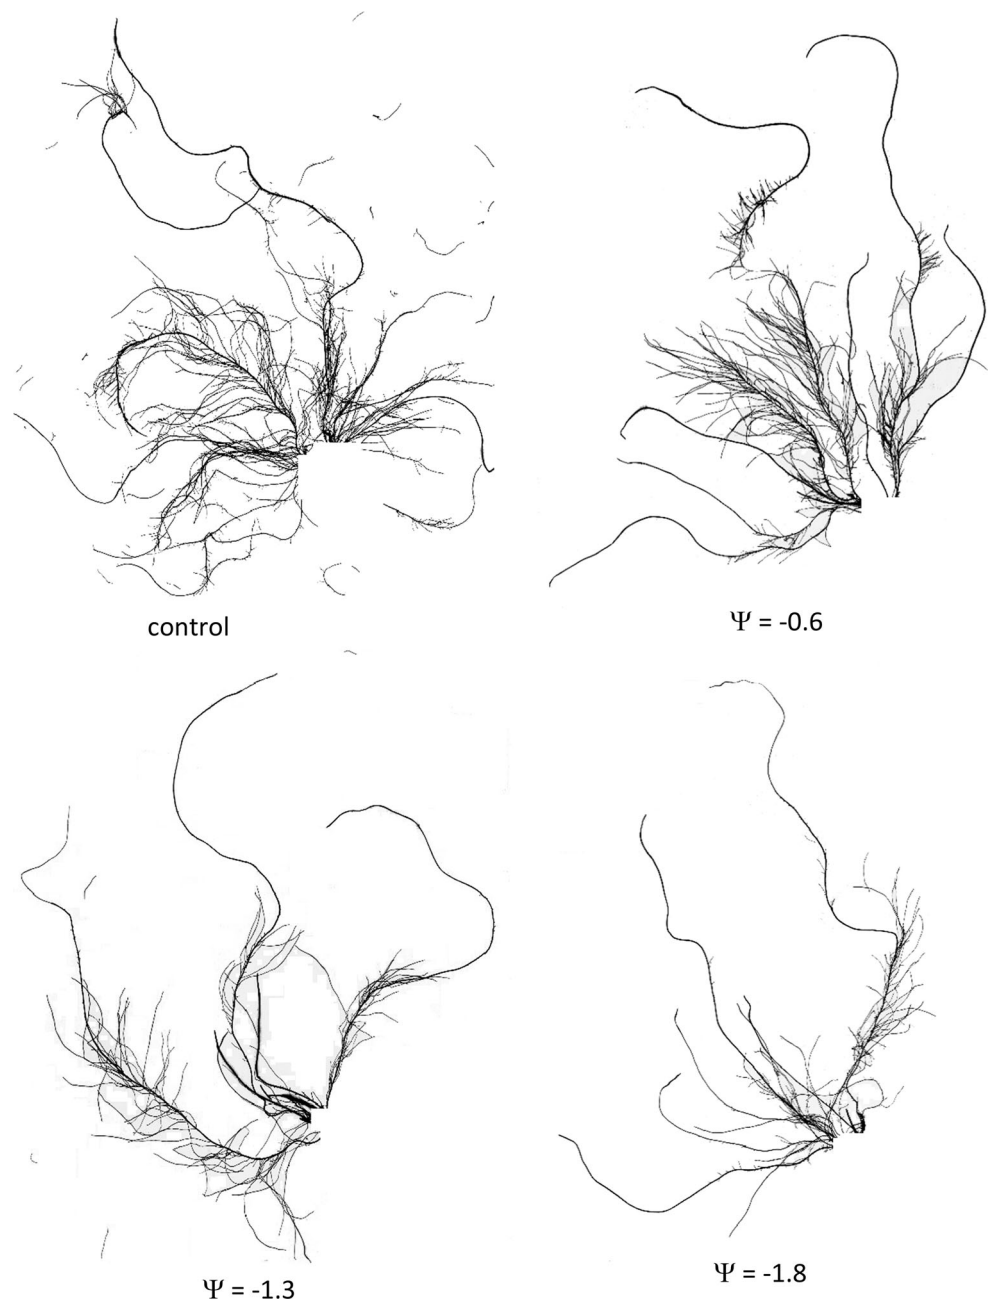 control
Ψ = -0.6
Ψ = -1.3
Ψ = -1.8